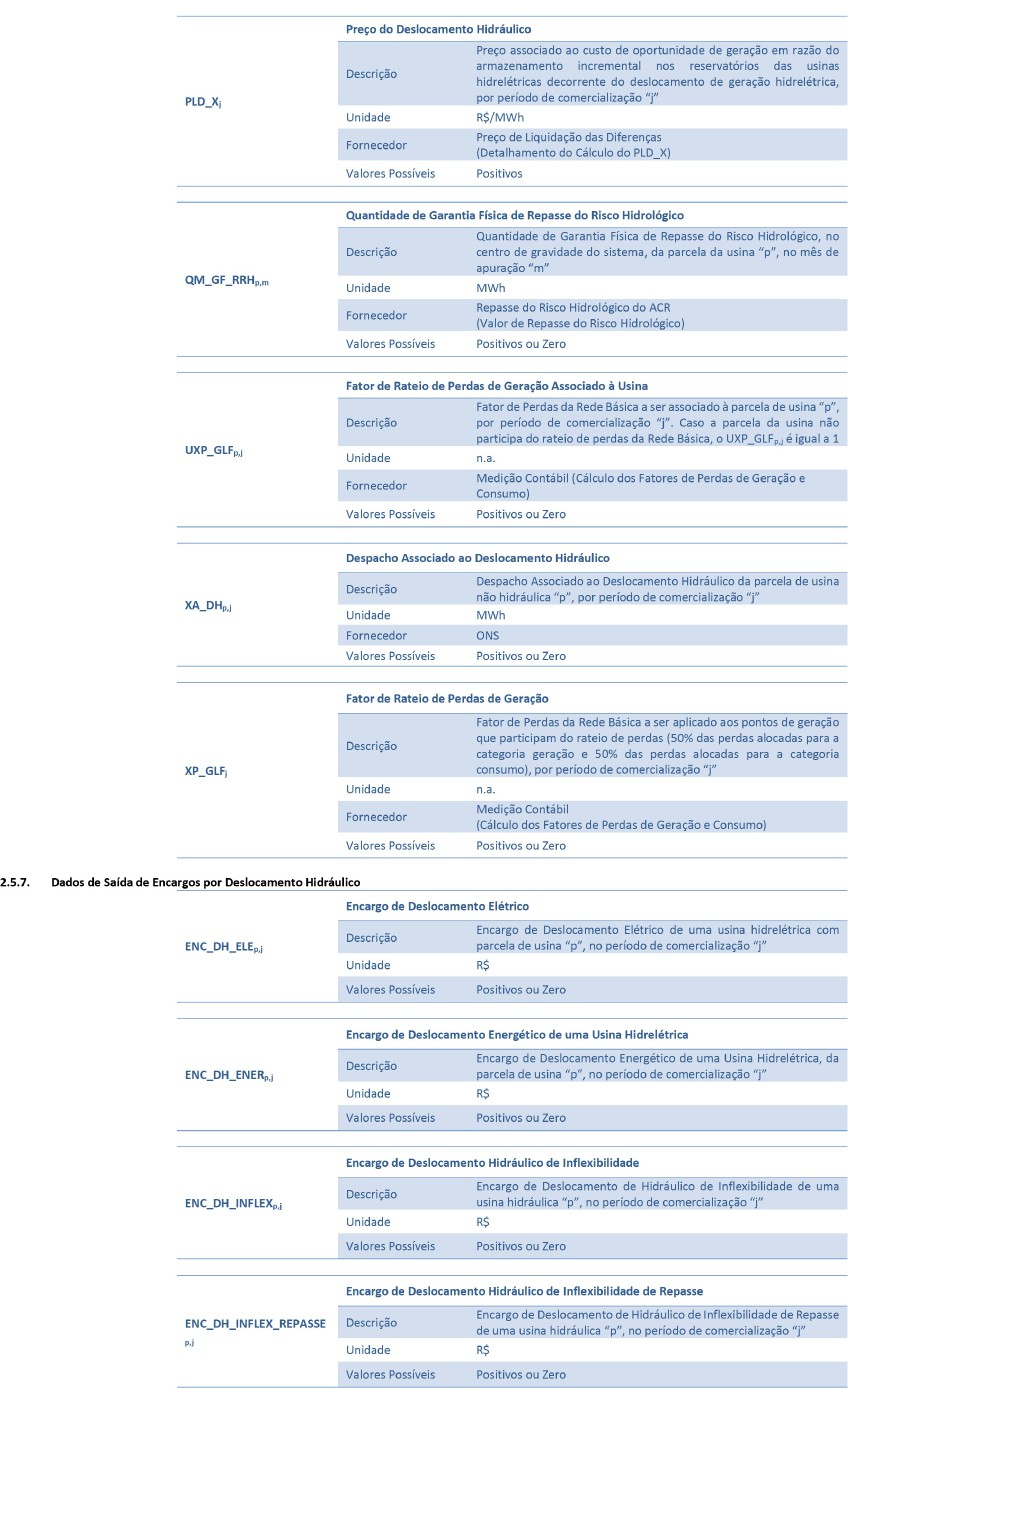 Preço do Deslocamento Hidráulico
PLD_Xj
Descrição
Preço associado ao custo de oportunidade de geração em razão do
armazenamento incremental nos reservatórios das usinas
hidrelétricas decorrente do deslocamento de geração hidrelétrica,
por período de comercialização “j”
Unidade R$/MWh
Fornecedor
Preço de Liquidação das Diferenças
(Detalhamento do Cálculo do PLD_X)
Valores Possíveis Positivos
Quantidade de Garantia Física de Repasse do Risco Hidrológico
QM_GF_RRHp,m
Descrição
Quantidade de Garantia Física de Repasse do Risco Hidrológico, no
centro de gravidade do sistema, da parcela da usina “p”, no mês de
apuração “m”
Unidade MWh
Fornecedor
Repasse do Risco Hidrológico do ACR
(Valor de Repasse do Risco Hidrológico)
Valores Possíveis Positivos ou Zero
Fator de Rateio de Perdas de Geração Associado à Usina
UXP_GLFp,j
Descrição
Fator de Perdas da Rede Básica a ser associado à parcela de usina “p”,
por período de comercialização “j”. Caso a parcela da usina não
participa do rateio de perdas da Rede Básica, o UXP_GLFp,j é igual a 1
Unidade n.a.
Fornecedor
Medição Contábil (Cálculo dos Fatores de Perdas de Geração e
Consumo)
Valores Possíveis Positivos ou Zero
Despacho Associado ao Deslocamento Hidráulico
XA_DHp,j
Descrição
Despacho Associado ao Deslocamento Hidráulico da parcela de usina
não hidráulica “p”, por período de comercialização “j”
Unidade MWh
Fornecedor ONS
Valores Possíveis Positivos ou Zero
Fator de Rateio de Perdas de Geração
XP_GLFj
Descrição
Fator de Perdas da Rede Básica a ser aplicado aos pontos de geração
que participam do rateio de perdas (50% das perdas alocadas para a
categoria geração e 50% das perdas alocadas para a categoria
consumo), por período de comercialização “j”
Unidade n.a.
Fornecedor
Medição Contábil
(Cálculo dos Fatores de Perdas de Geração e Consumo)
Valores Possíveis Positivos ou Zero
2.5.7. Dados de Saída de Encargos por Deslocamento Hidráulico
Encargo de Deslocamento Elétrico
ENC_DH_ELEp,j
Descrição
Encargo de Deslocamento Elétrico de uma usina hidrelétrica com
parcela de usina “p”, no período de comercialização “j”
Unidade R$
Valores Possíveis Positivos ou Zero
Encargo de Deslocamento Energético de uma Usina Hidrelétrica
ENC_DH_ENERp,j
Descrição
Encargo de Deslocamento Energético de uma Usina Hidrelétrica, da
parcela de usina “p”, no período de comercialização “j”
Unidade R$
Valores Possíveis Positivos ou Zero
Encargo de Deslocamento Hidráulico de Inflexibilidade
ENC_DH_INFLEXp,j
Descrição
Encargo de Deslocamento de Hidráulico de Inflexibilidade de uma
usina hidráulica “p”, no período de comercialização “j”
Unidade R$
Valores Possíveis Positivos ou Zero
Encargo de Deslocamento Hidráulico de Inflexibilidade de Repasse
ENC_DH_INFLEX_REPASSE
p,j
Descrição
Encargo de Deslocamento de Hidráulico de Inflexibilidade de Repasse
de uma usina hidráulica “p”, no período de comercialização “j”
Unidade R$
Valores Possíveis Positivos ou Zero